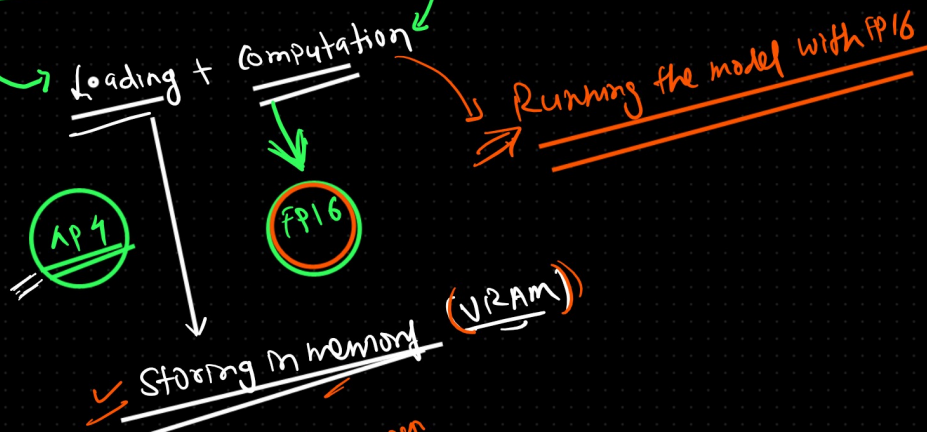 Loading + Computation
Running the model with FP16
FP16
Storing in memory (VRAM)